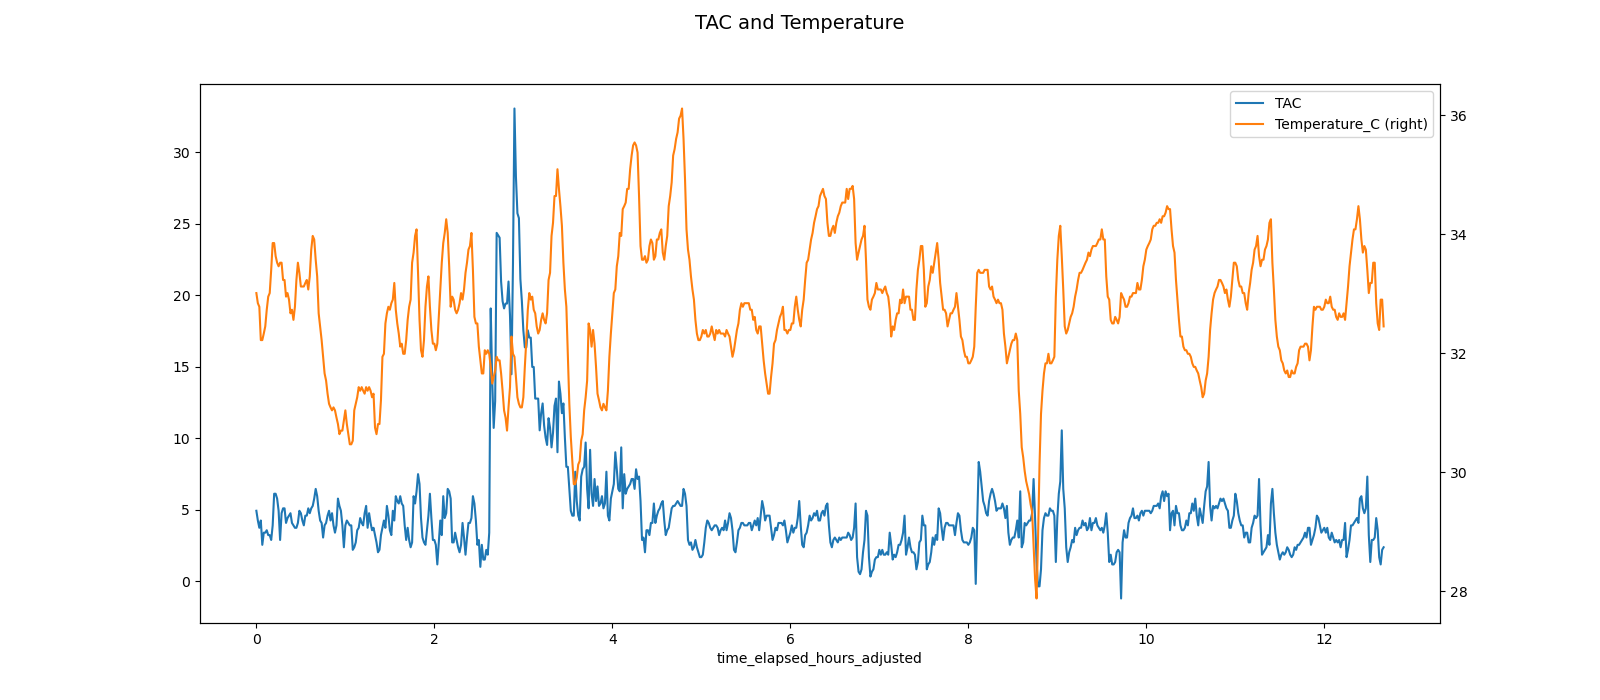 TAC and Temperature
TAC
Temperature_C (right)
30
25
20
15
10
5
0
36
34
32
30
28
0 2 4 6 8 10 12
time_elapsed_hours_adjusted